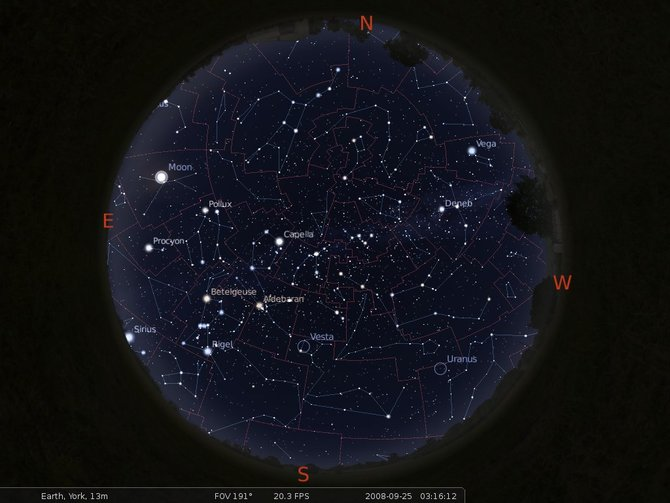 N
us
Moon
Vega
Pollux
Deneb
E
Capella
Procyon
W
Betelgeuse
Aldebaran
Sirius
Vesta
Rigel
Uranus
S
Earth, York, 13m FOV 191° 20.3 FPS 2008-09-25 03:16:12